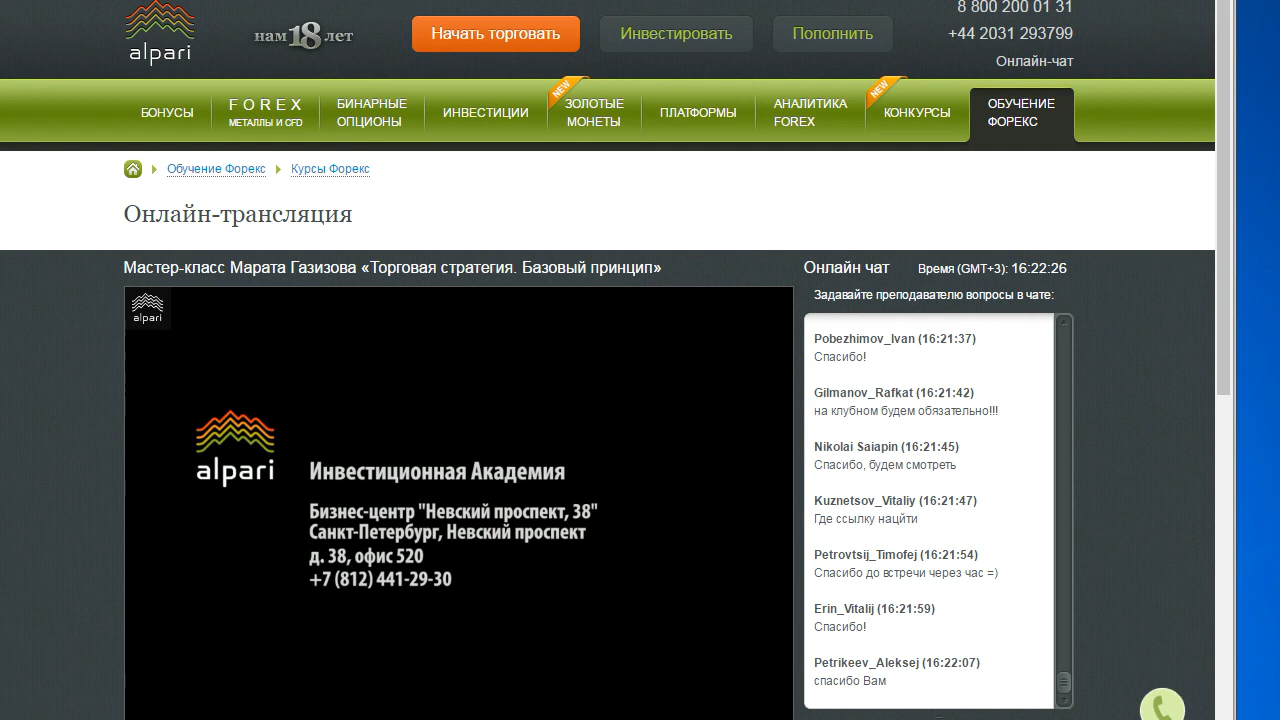 alpari
нам 18 лет
Начать торговать
Инвестировать
Пополнить
8 800 200 01 31
+44 2031 293799
Онлайн-чат
БОНУСЫ
FOREX
МЕТАЛЛЫ И CFD
БИНАРНЫЕ
ОПЦИОНЫ
ИНВЕСТИЦИИ
NEW
ЗОЛОТЫЕ
МОНЕТЫ
ПЛАТФОРМЫ
АНАЛИТИКА
FOREX
NEW
КОНКУРСЫ
ОБУЧЕНИЕ
ФОРЕКС
Обучение Форекс
Курсы Форекс
Онлайн-трансляция
Мастер-класс Марата Газизова «Торговая стратегия. Базовый принцип»
alpari
alpari
Инвестиционная Академия
Бизнес-центр "Невский проспект, 38"
Санкт-Петербург, Невский проспект
д. 38, офис 520
+7 (812) 441-29-30
Онлайн чат
Время (GMT+3): 16:22:26
Задавайте преподавателю вопросы в чате:
Pobezhimov_Ivan (16:21:37)
Спасибо!
Gilmanov_Rafkat (16:21:42)
на клубном будем обязательно!!!
Nikolai Saiapin (16:21:45)
Спасибо, будем смотреть
Kuznetsov_Vitaliy (16:21:47)
Где ссылку нацйти
Petrovtsij_Timofej (16:21:54)
Спасибо до встречи через час =)
Erin_Vitalij (16:21:59)
Спасибо!
Petrikeev_Aleksej (16:22:07)
спасибо Вам